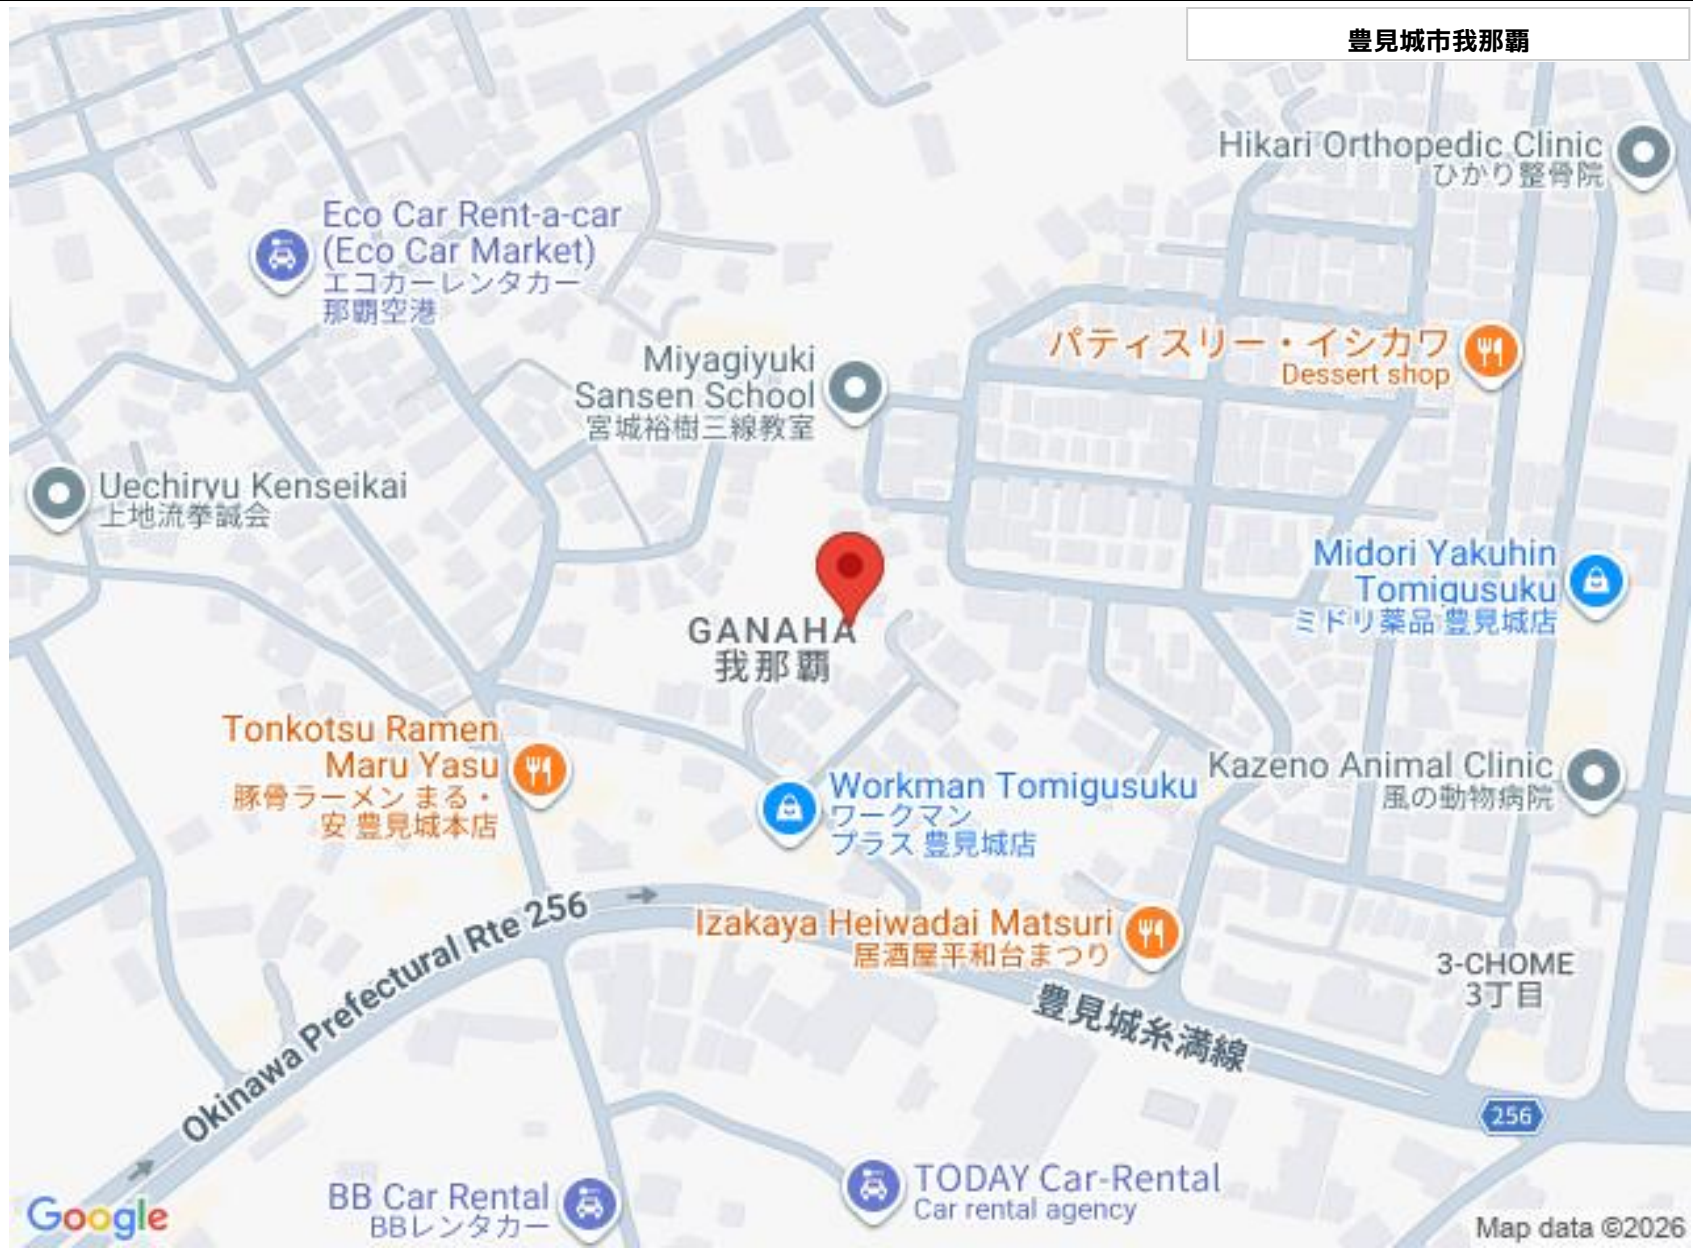 豊見城市我那覇
Hikari Orthopedic Clinic
ひかり整骨院
Eco Car Rent-a-car
(Eco Car Market)
エコカーレンタカー
那覇空港
パティスリー・イシカワ
Dessert shop
Miyagiyuki
Sansen School
宮城裕樹三線教室
Uechiryu Kenseikai
上地流拳誠会
Midori Yakuhin
Tomigusuku
ミドリ薬品 豊見城店
GANAHA
我那覇
Tonkotsu Ramen
Maru Yasu
豚骨ラーメン まる・
安 豊見城本店
Workman Tomigusuku
ワークマン
プラス 豊見城店
Kazeno Animal Clinic
風の動物病院
Okinawa Prefectural Rte 256
Izakaya Heiwadai Matsuri
居酒屋平和台まつり
3-CHOME
3丁目
豊見城糸満線
256
BB Car Rental
BBレンタカー
TODAY Car-Rental
Car rental agency
Google
Map data ©2026